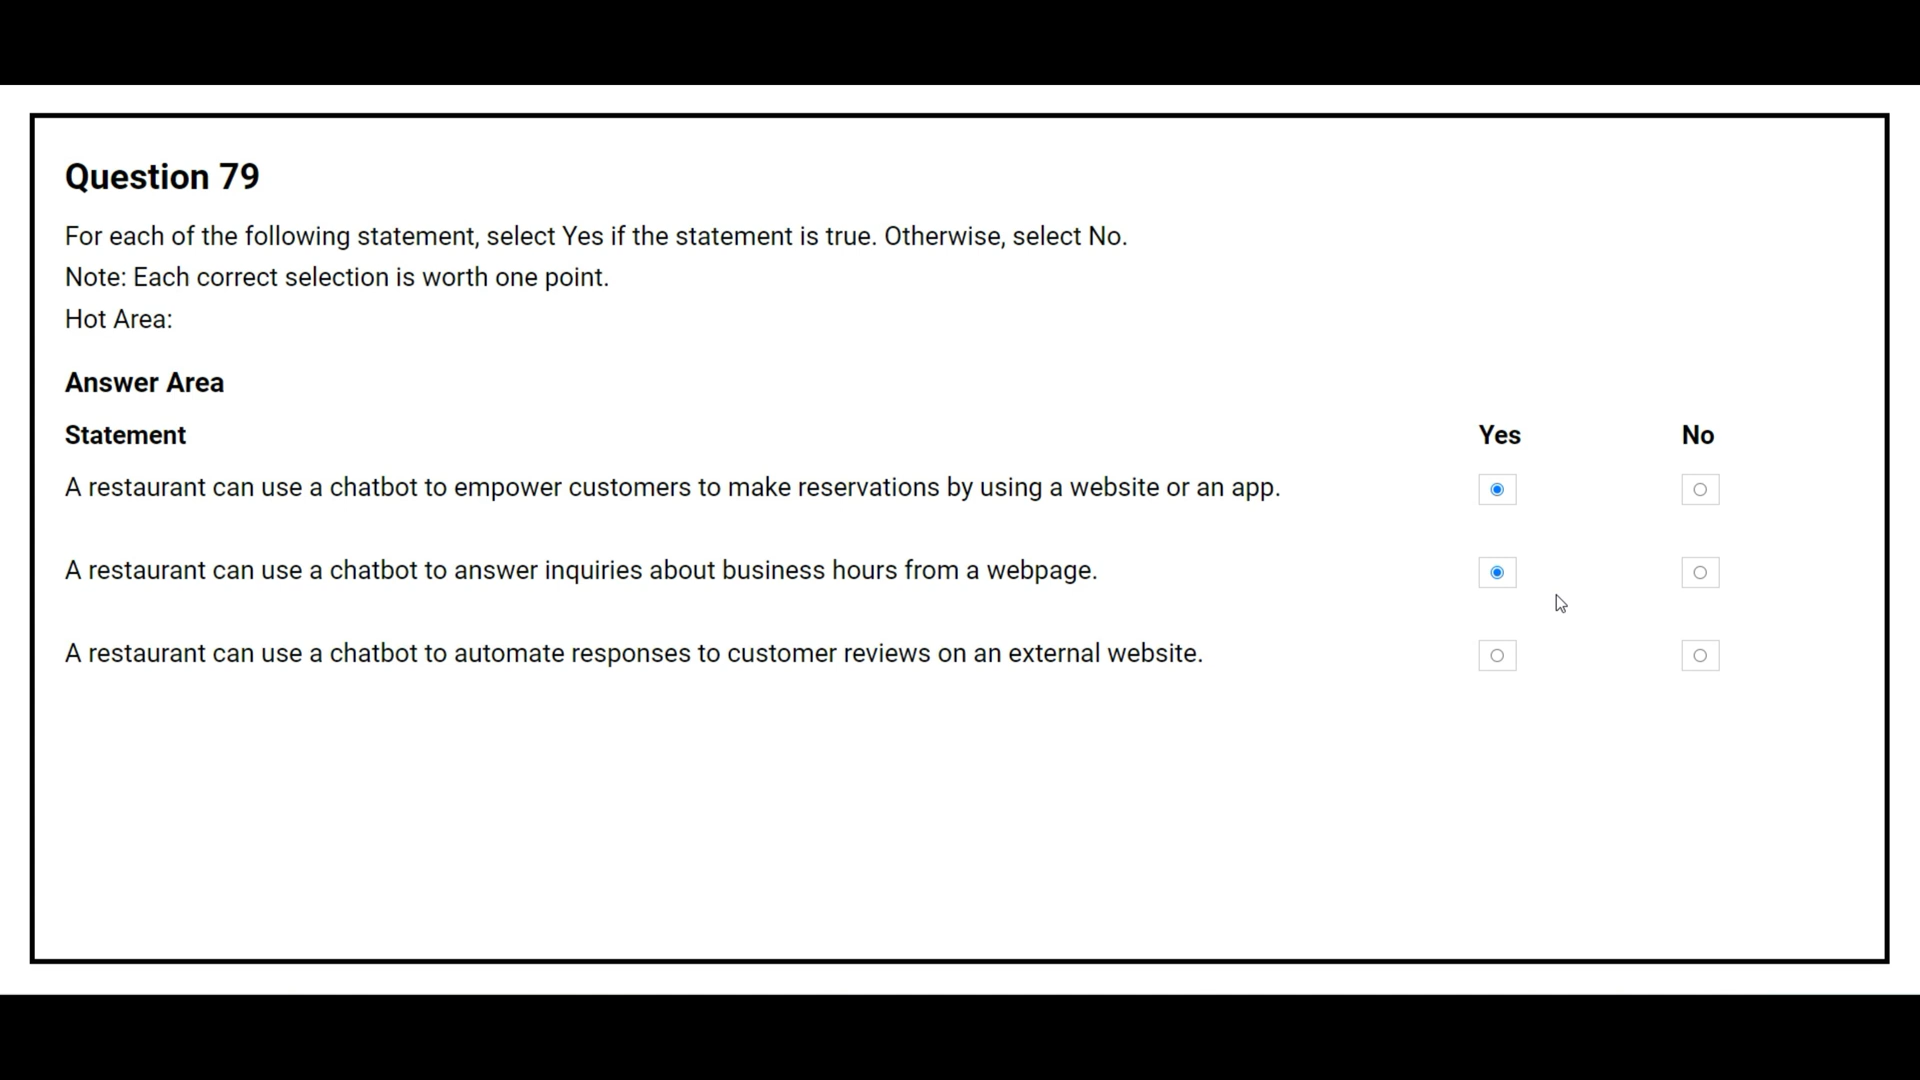 Question 79
For each of the following statement, select Yes if the statement is true. Otherwise, select No.
Note: Each correct selection is worth one point.
Hot Area:
Answer Area
Statement Yes No
A restaurant can use a chatbot to empower customers to make reservations by using a website or an app.
A restaurant can use a chatbot to answer inquiries about business hours from a webpage.
A restaurant can use a chatbot to automate responses to customer reviews on an external website.